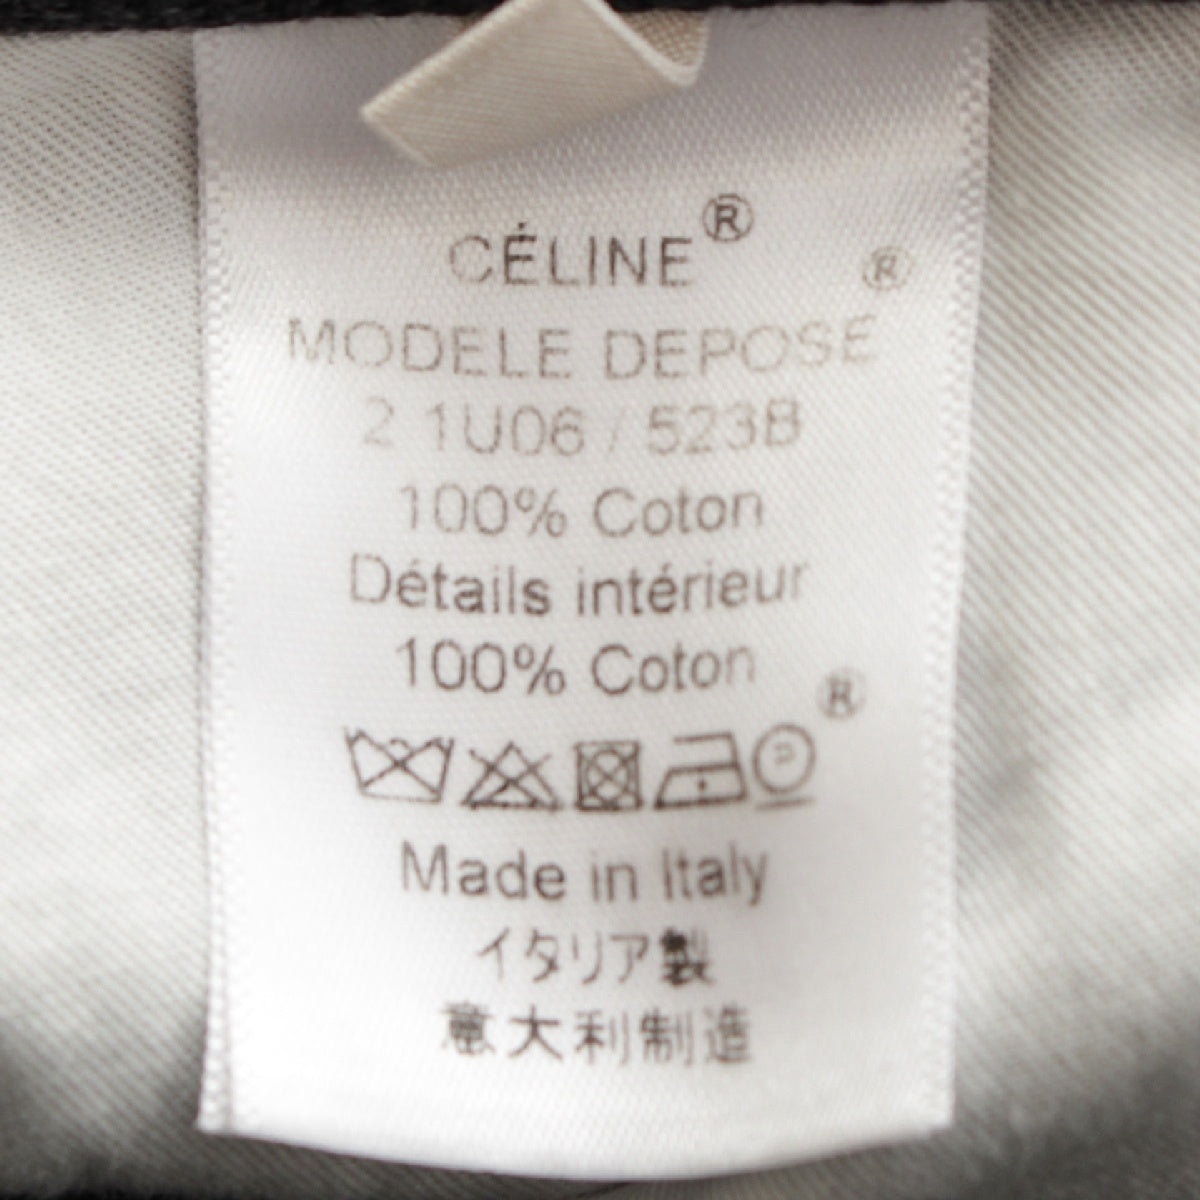 CÉLINE®
MODELE DEPOSÉ®
2 1U06 / 523B
100% Coton
Détails intérieur
100% Coton
®
P
Made in Italy
イタリア製
意大利制造